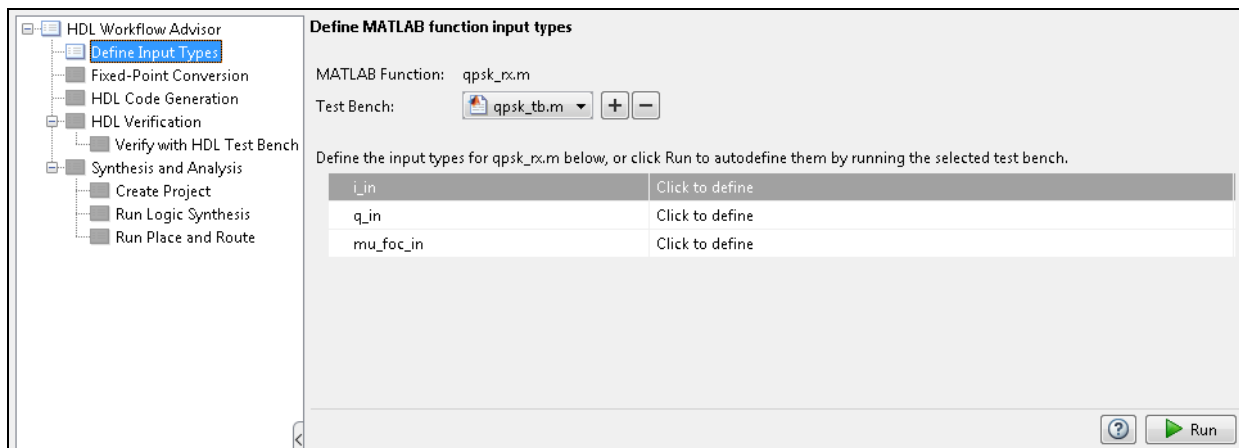 HDL Workflow Advisor
Define Input Types
Fixed-Point Conversion
HDL Code Generation
HDL Verification
Verify with HDL Test Bench
Synthesis and Analysis
Create Project
Run Logic Synthesis
Run Place and Route
Define MATLAB function input types
MATLAB Function: qpsk_rx.m
Test Bench: qpsk_tb.m + −
Define the input types for qpsk_rx.m below, or click Run to autodefine them by running the selected test bench.
i_in Click to define
q_in Click to define
mu_foc_in Click to define
? Run